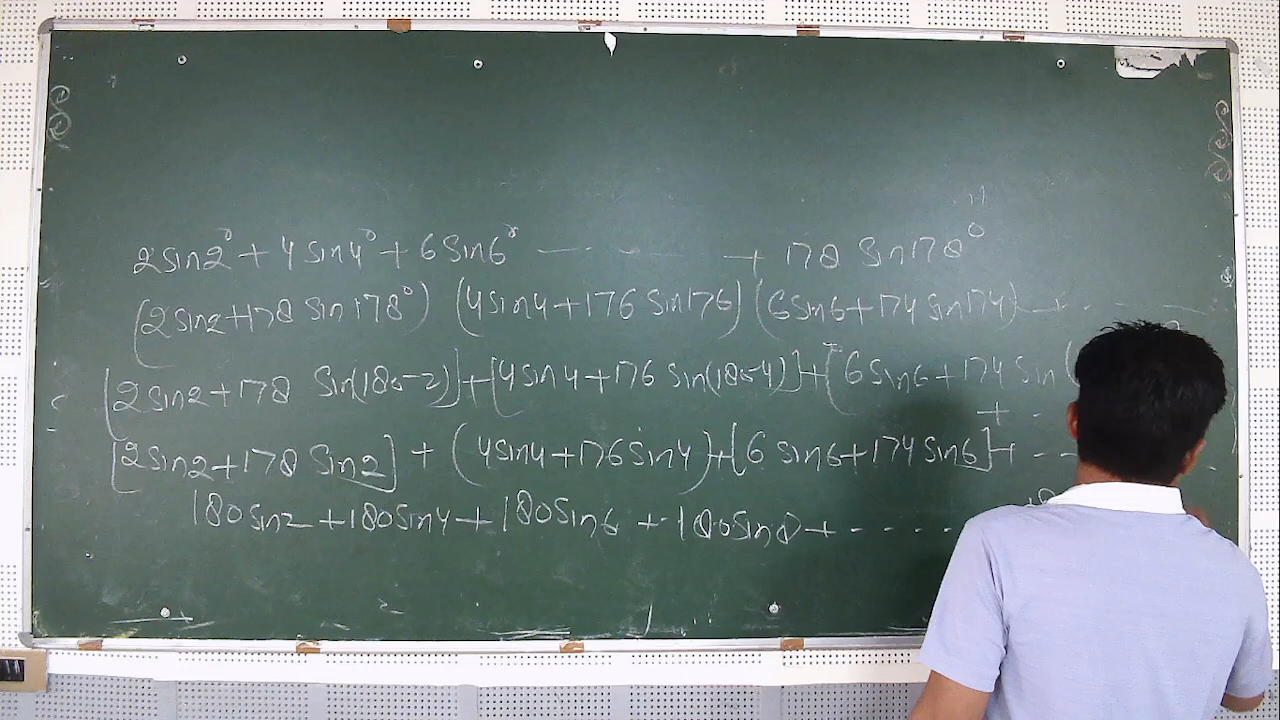 2sin2° + 4sin4° + 6sin6° — - - + 178 sin178°
(2sin2+178 sin178°) (4sin4+176 sin176) (6sin6+174 sin174) - - - -
[2sin2+178 sin(180-2)]+[4sin4+176 sin(180-4)]+[6sin6+174 sin(
+ -
[2sin2+178 sin2] + (4sin4+176sin4)+[6 sin6+174sin6]+ - -
180sin2 +180sin4+180sin6 + 180sin8+ - - - - -